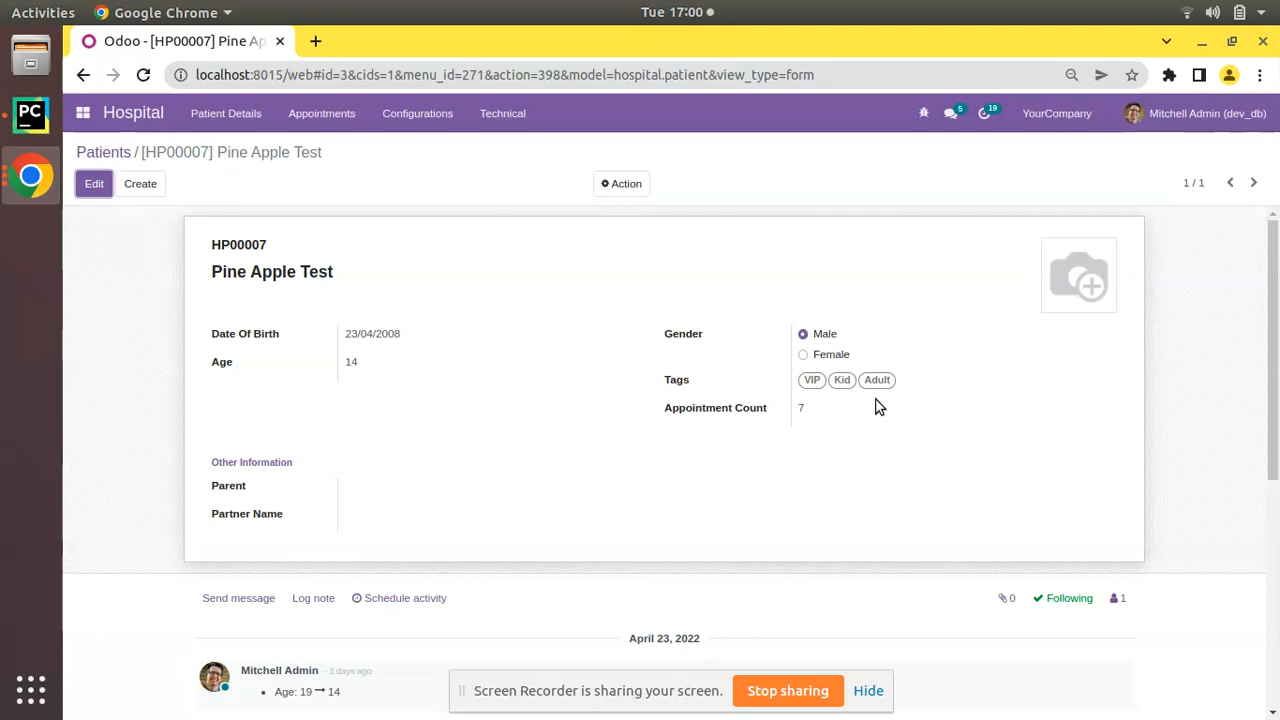 Activities Google Chrome Tue 17:00
Odoo - [HP00007] Pine Ap
localhost:8015/web#id=3&cids=1&menu_id=271&action=398&model=hospital.patient&view_type=form
Hospital Patient Details Appointments Configurations Technical 5 19 YourCompany Mitchell Admin (dev_db)
Patients / [HP00007] Pine Apple Test
Edit Create Action 1 / 1
HP00007
Pine Apple Test
Date Of Birth 23/04/2008 Gender Male
Age 14 Female
Tags VIP Kid Adult
Appointment Count 7
Other Information
Parent
Partner Name
Send message Log note Schedule activity 0 Following 1
April 23, 2022
Mitchell Admin - 3 days ago
Age: 19 → 14
Screen Recorder is sharing your screen. Stop sharing Hide
PC